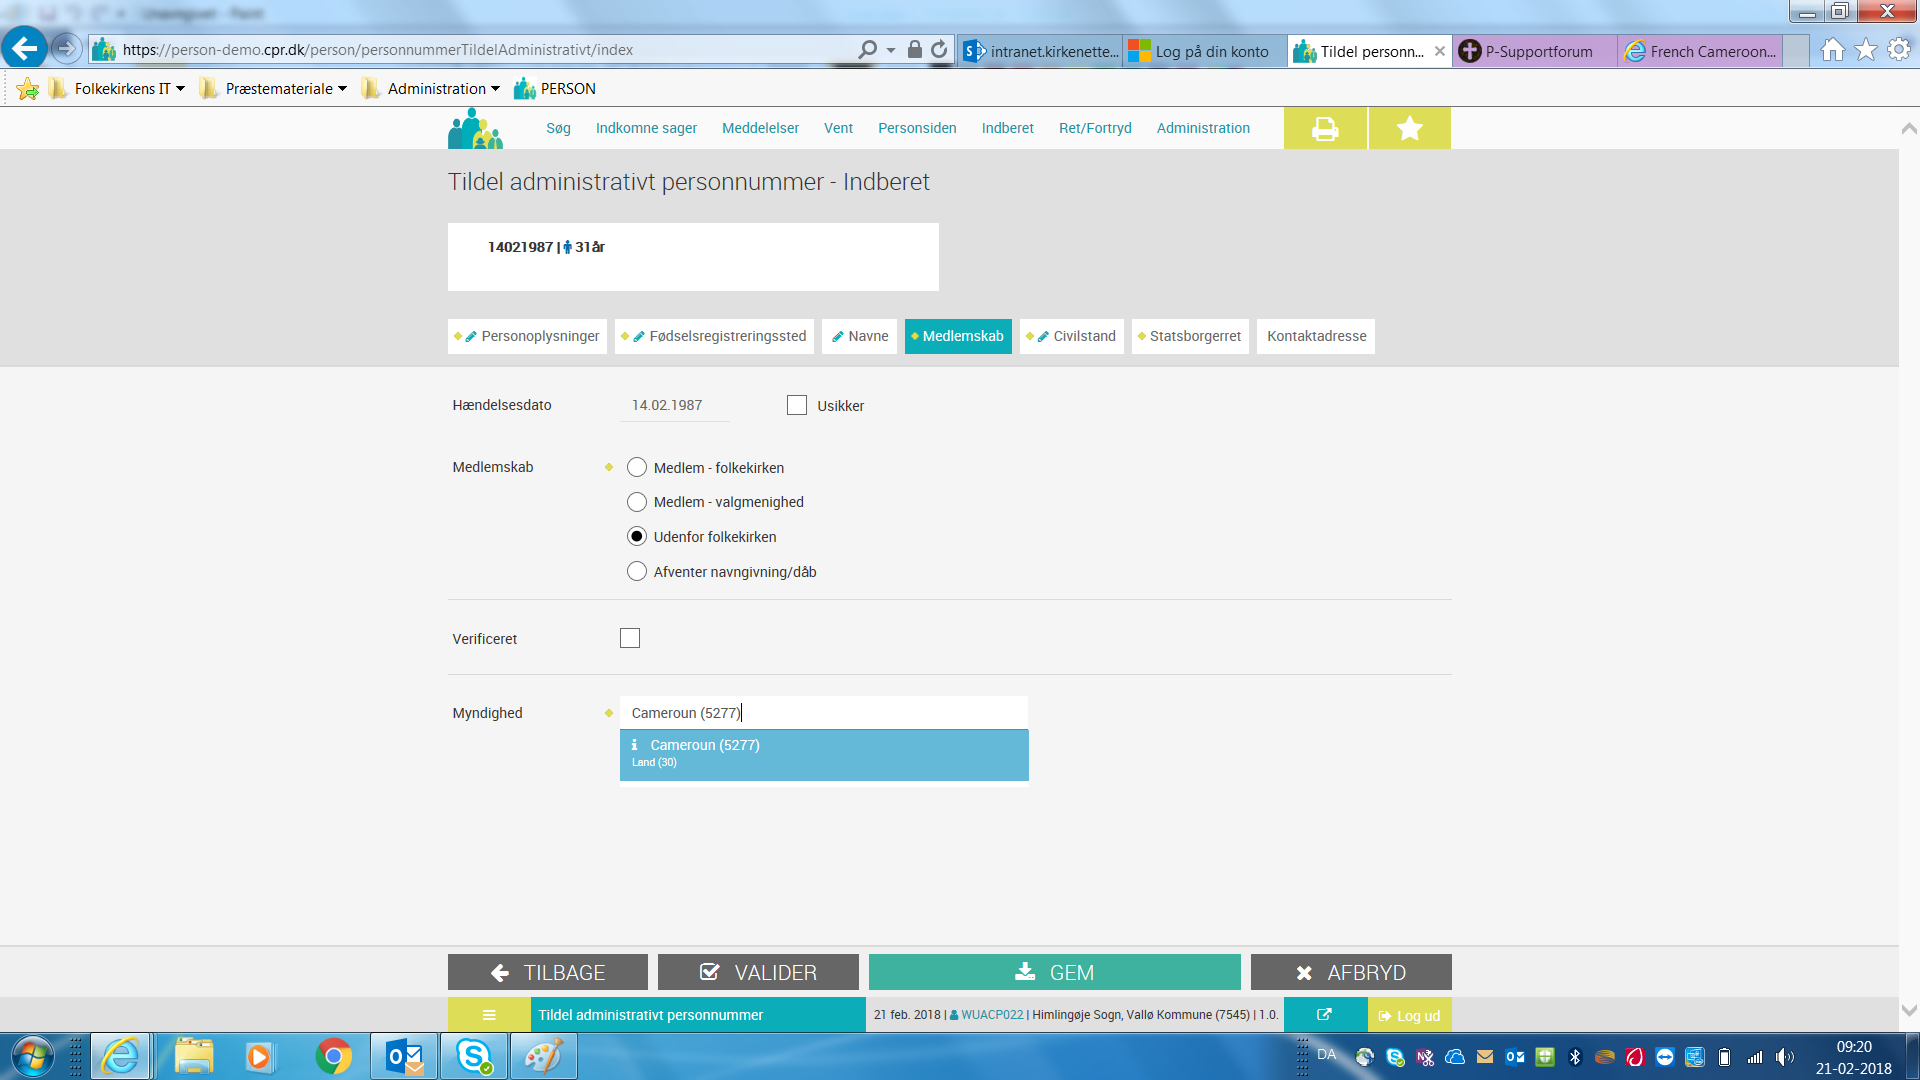 https://person-demo.cpr.dk/person/personnummerTildelAdministrativt/index
intranet.kirkenette...
Log på din konto
Tildel personn...
P-Supportforum
French Cameroon...
Folkekirkens IT
Præstemateriale
Administration
PERSON
Søg
Indkomne sager
Meddelelser
Vent
Personsiden
Indberet
Ret/Fortryd
Administration
Tildel administrativt personnummer - Indberet
14021987 | 31år
Personoplysninger
Fødselsregistreringssted
Navne
Medlemskab
Civilstand
Statsborgerret
Kontaktadresse
Hændelsesdato
14.02.1987
Usikker
Medlemskab
Medlem - folkekirken
Medlem - valgmenighed
Udenfor folkekirken
Afventer navngivning/dåb
Verificeret
Myndighed
Cameroun (5277)
Cameroun (5277)
Land (30)
TILBAGE
VALIDER
GEM
AFBRYD
Tildel administrativt personnummer
21 feb. 2018 | WUACP022 | Himlingøje Sogn, Vallø Kommune (7545) | 1.0.
Log ud
DA
09:20
21-02-2018